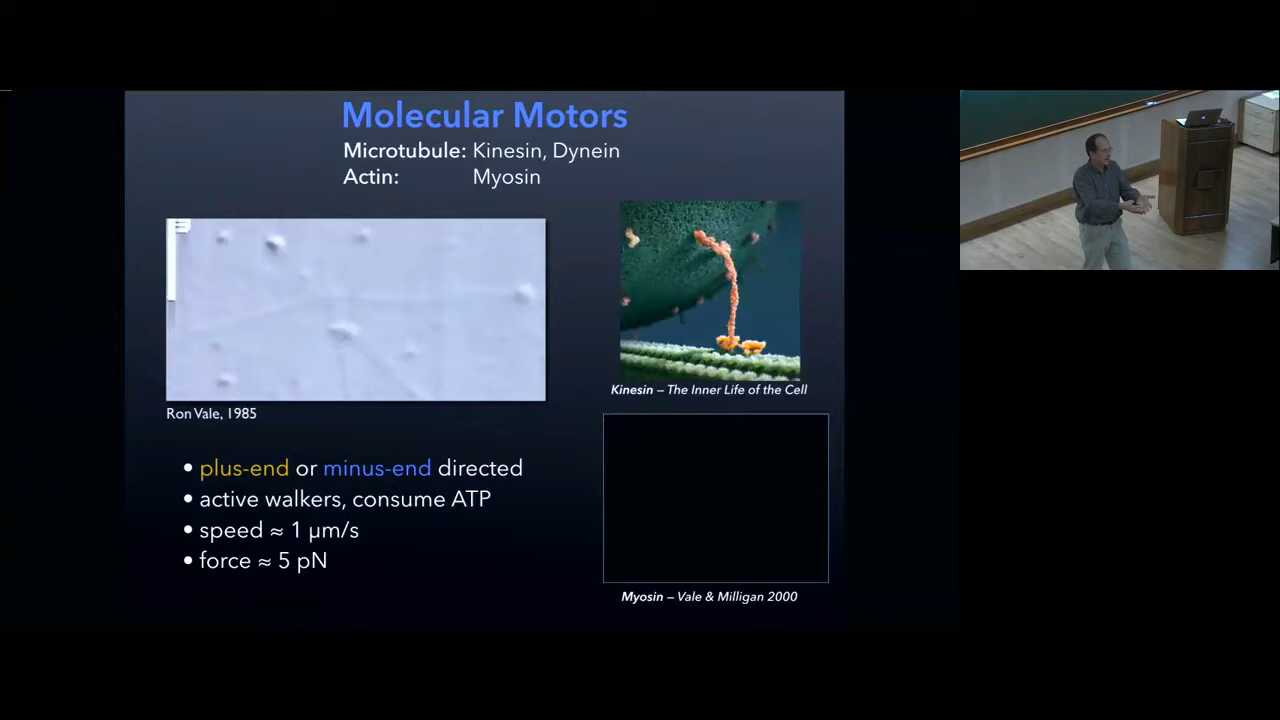 Molecular Motors
Microtubule: Kinesin, Dynein
Actin: Myosin
Ron Vale, 1985
Kinesin – The Inner Life of the Cell
• plus-end or minus-end directed
• active walkers, consume ATP
• speed ≈ 1 µm/s
• force ≈ 5 pN
Myosin – Vale & Milligan 2000